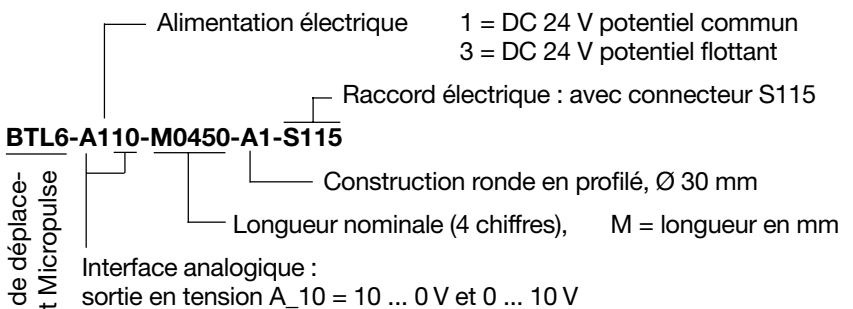 Alimentation électrique 1 = DC 24 V potentiel commun
3 = DC 24 V potentiel flottant
Raccord électrique : avec connecteur S115
BTL6-A110-M0450-A1-S115
Construction ronde en profilé, Ø 30 mm
Longueur nominale (4 chiffres), M = longueur en mm
Interface analogique :
sortie en tension A_10 = 10 ... 0 V et 0 ... 10 V
de déplace-
t Micropulse